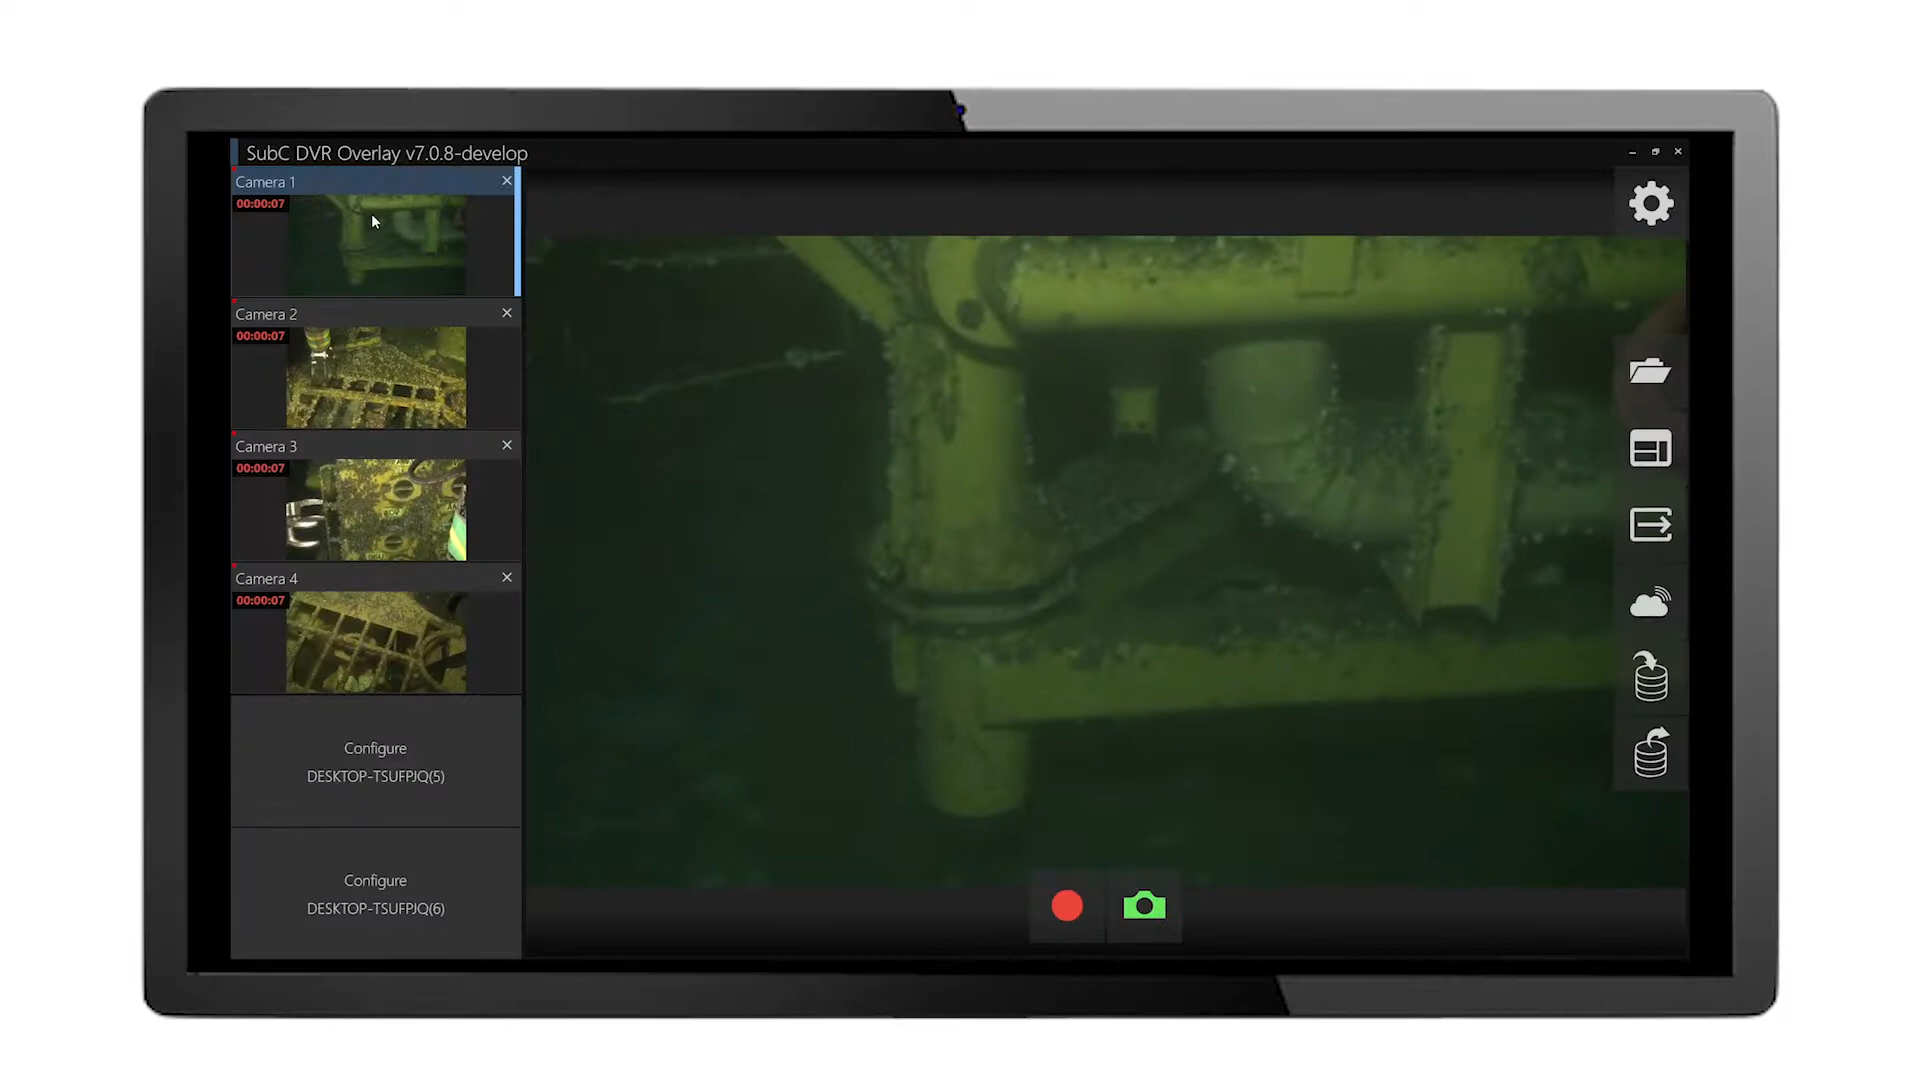 SubC DVR Overlay v7.0.8-develop
Camera 1
00:00:07
Camera 2
00:00:07
Camera 3
00:00:07
Camera 4
00:00:07
Configure
DESKTOP-TSUFPJQ(5)
Configure
DESKTOP-TSUFPJQ(6)